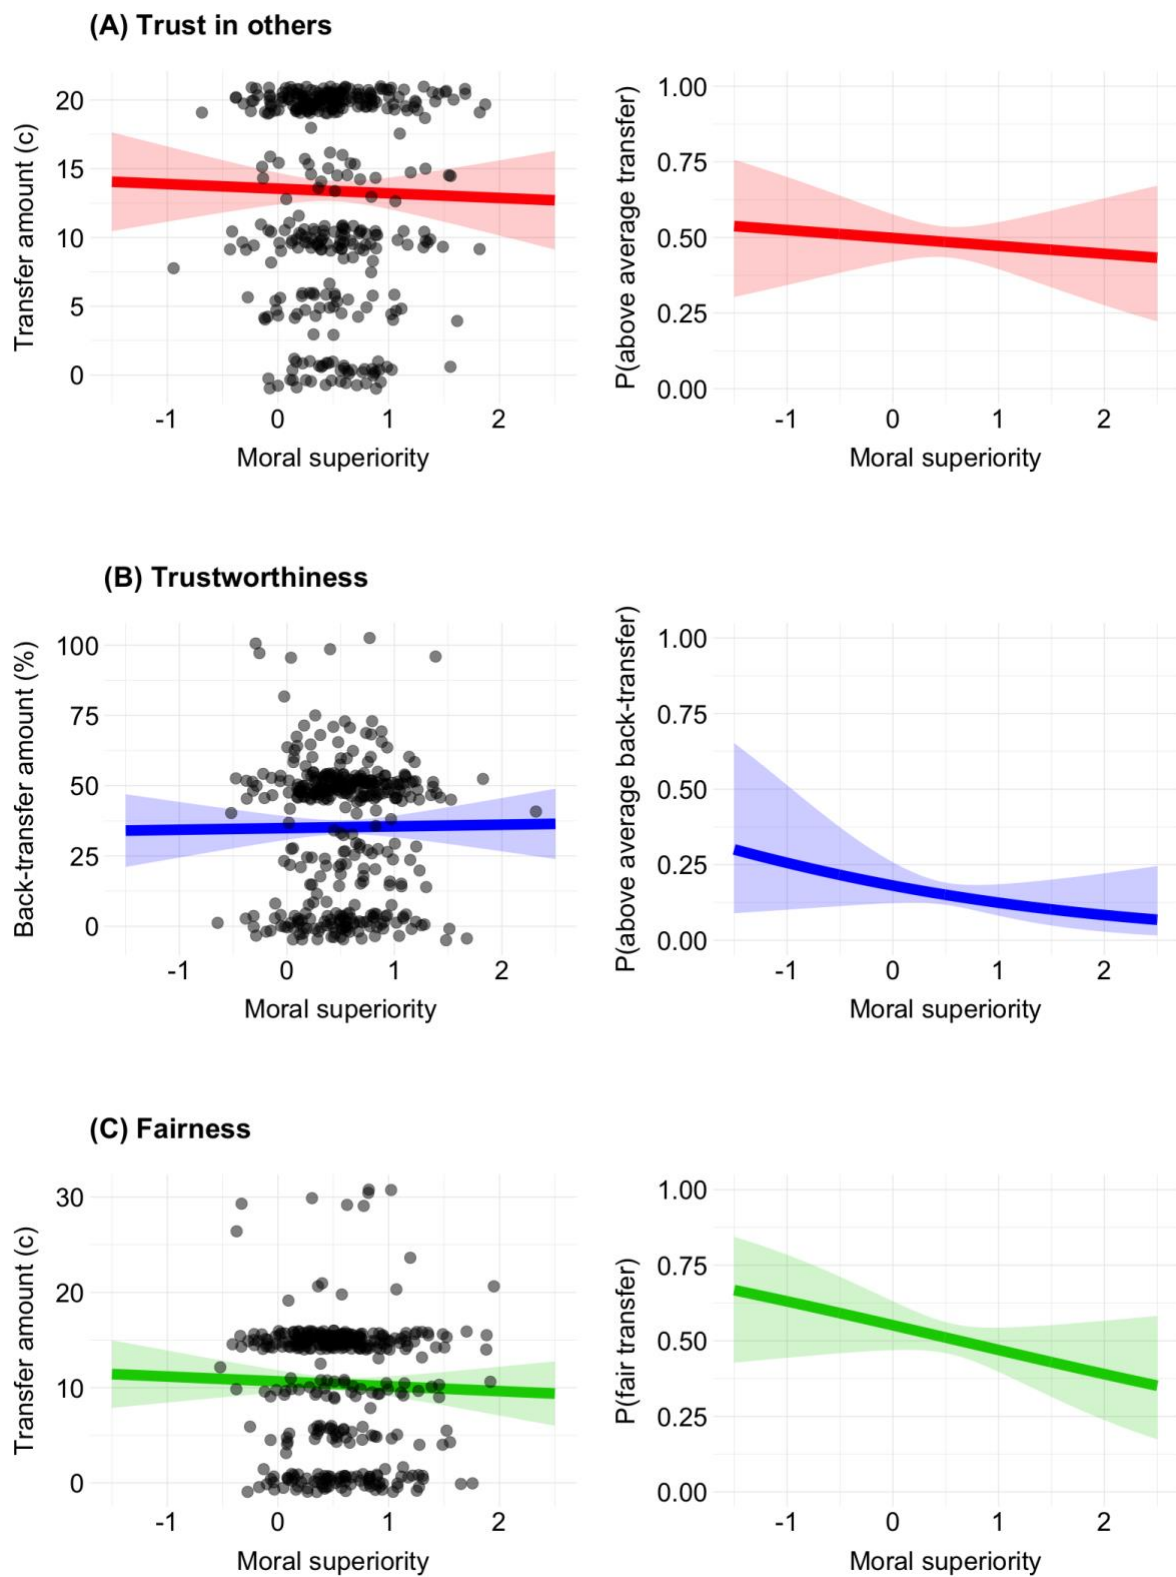 (A) Trust in others
Transfer amount (c)
20
15
10
5
0
-1 0 1 2
Moral superiority
P(above average transfer)
1.00
0.75
0.50
0.25
0.00
-1 0 1 2
Moral superiority
(B) Trustworthiness
Back-transfer amount (%)
100
75
50
25
0
-1 0 1 2
Moral superiority
P(above average back-transfer)
1.00
0.75
0.50
0.25
0.00
-1 0 1 2
Moral superiority
(C) Fairness
Transfer amount (c)
30
20
10
0
-1 0 1 2
Moral superiority
P(fair transfer)
1.00
0.75
0.50
0.25
0.00
-1 0 1 2
Moral superiority